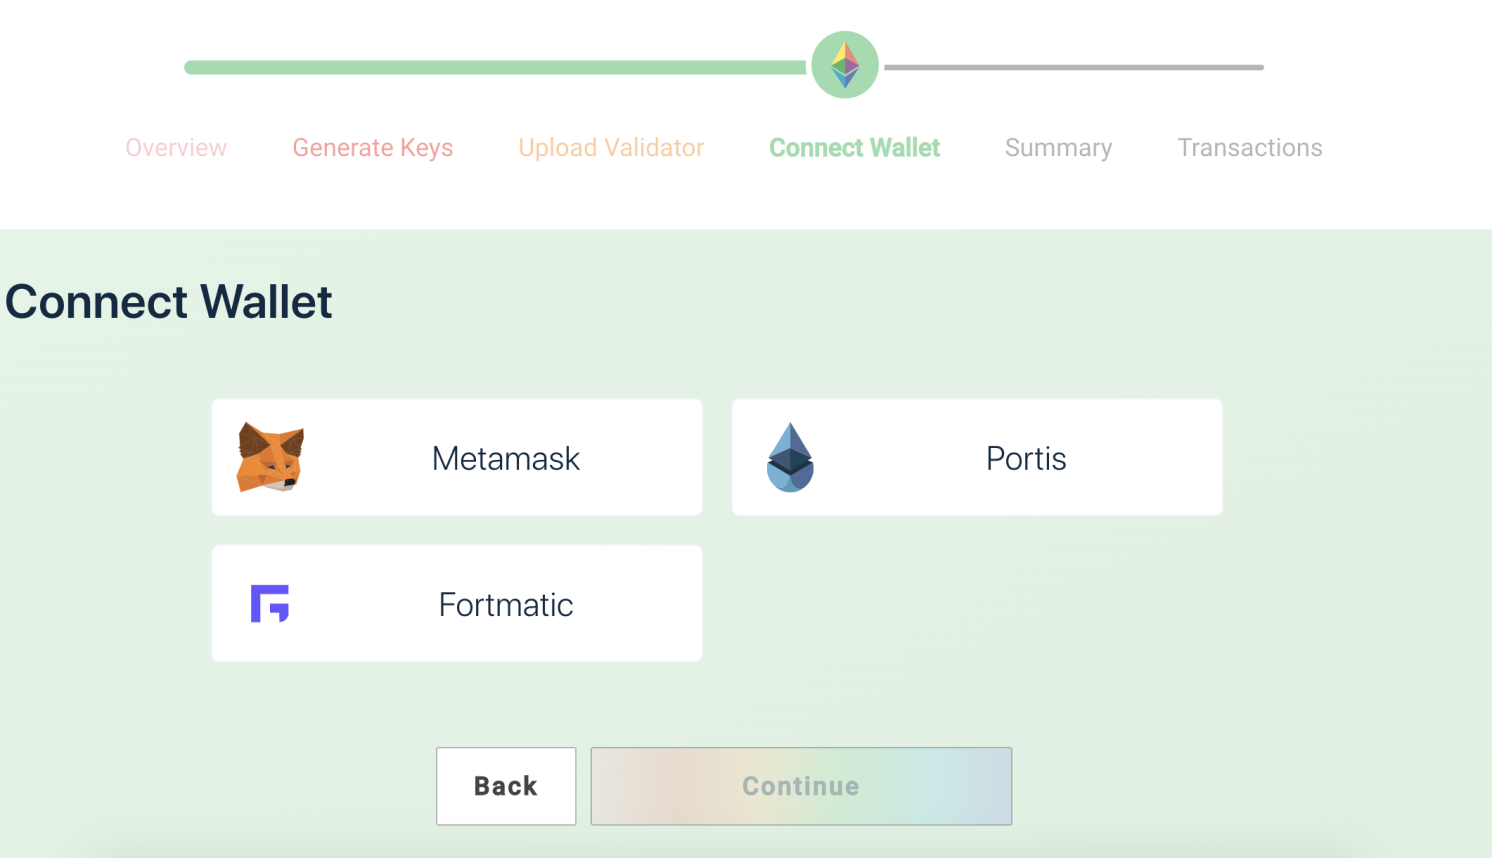 Overview Generate Keys Upload Validator Connect Wallet Summary Transactions
Connect Wallet
Metamask Portis
Fortmatic
Back Continue